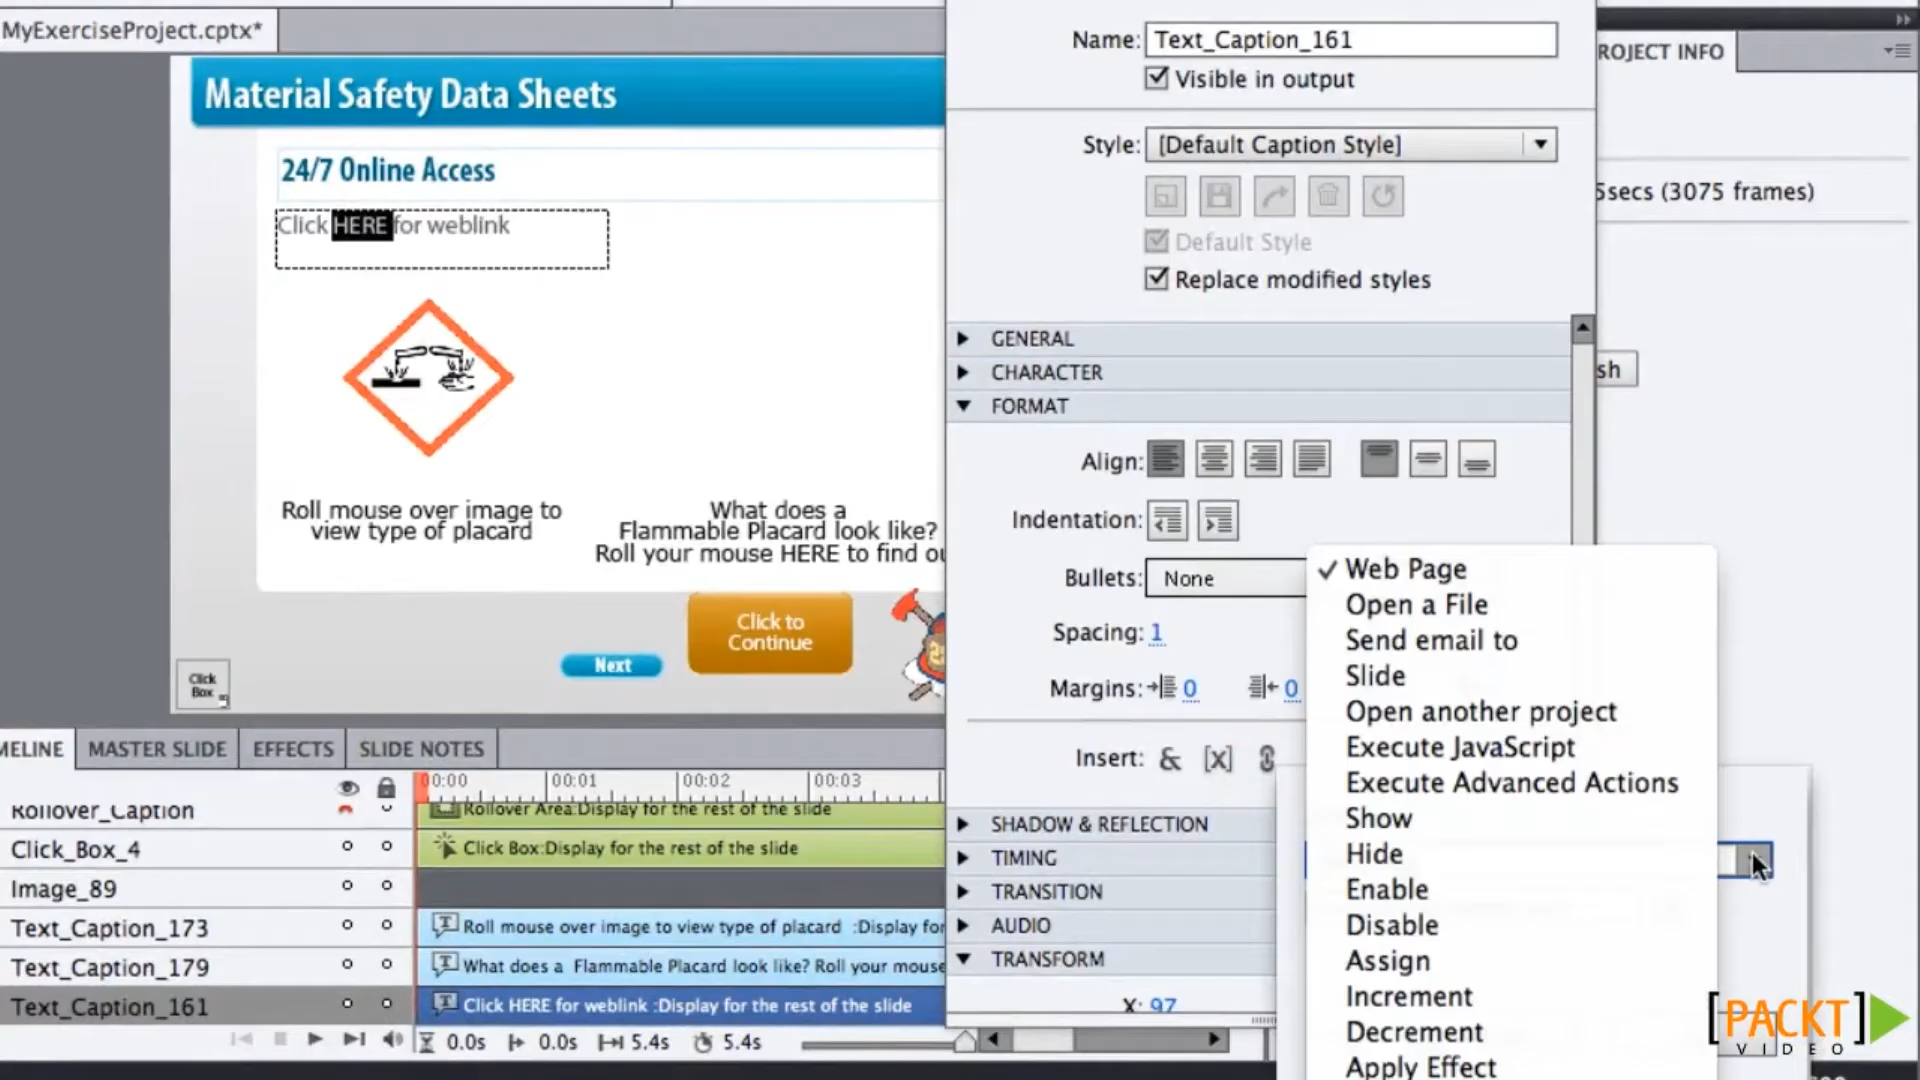 MyExerciseProject.cptx*
Material Safety Data Sheets
24/7 Online Access
Click HERE for weblink
Roll mouse over image to
view type of placard
What does a
Flammable Placard look like?
Roll your mouse HERE to find ou
Click to
Continue
Next
Click
Box
Name: Text_Caption_161
Visible in output
Style: [Default Caption Style]
Default Style
Replace modified styles
GENERAL
CHARACTER
FORMAT
Align:
Indentation:
Bullets: None
Spacing: 1
Margins: 0 0
Insert: & [x]
SHADOW & REFLECTION
TIMING
TRANSITION
AUDIO
TRANSFORM
X: 97
Web Page
Open a File
Send email to
Slide
Open another project
Execute JavaScript
Execute Advanced Actions
Show
Hide
Enable
Disable
Assign
Increment
Decrement
Apply Effect
ROJECT INFO
5secs (3075 frames)
sh
MELINE MASTER SLIDE EFFECTS SLIDE NOTES
00:00 00:01 00:02 00:03
Rollover_Caption
Rollover Area:Display for the rest of the slide
Click_Box_4
Click Box:Display for the rest of the slide
Image_89
Text_Caption_173
Roll mouse over image to view type of placard :Display for
Text_Caption_179
What does a Flammable Placard look like? Roll your mouse
Text_Caption_161
Click HERE for weblink :Display for the rest of the slide
0.0s 0.0s 5.4s 5.4s
[PACKT]
VIDEO